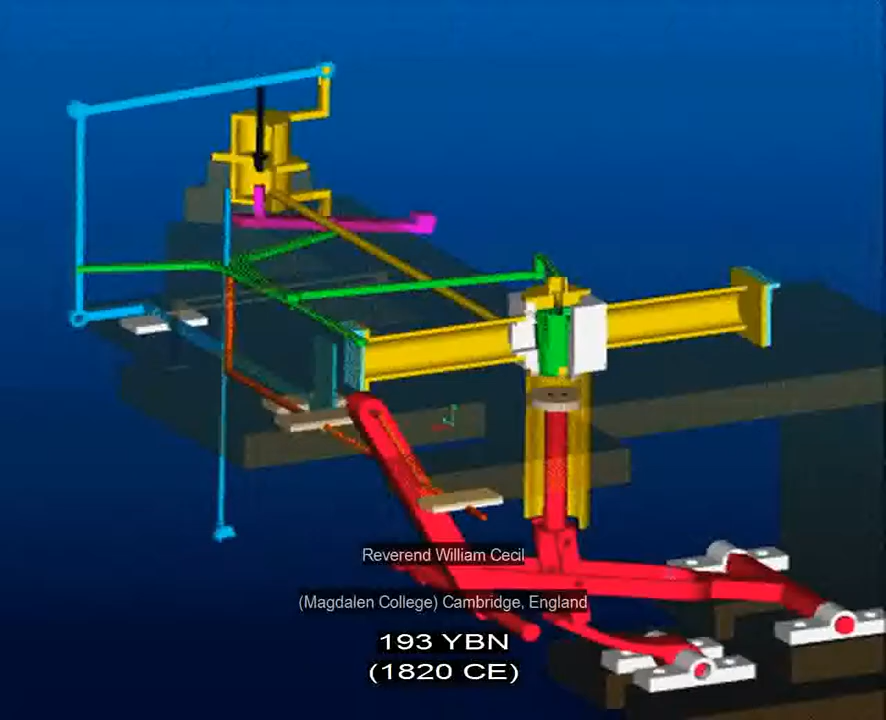 Reverend William Cecil
(Magdalen College) Cambridge, England
193 YBN
(1820 CE)